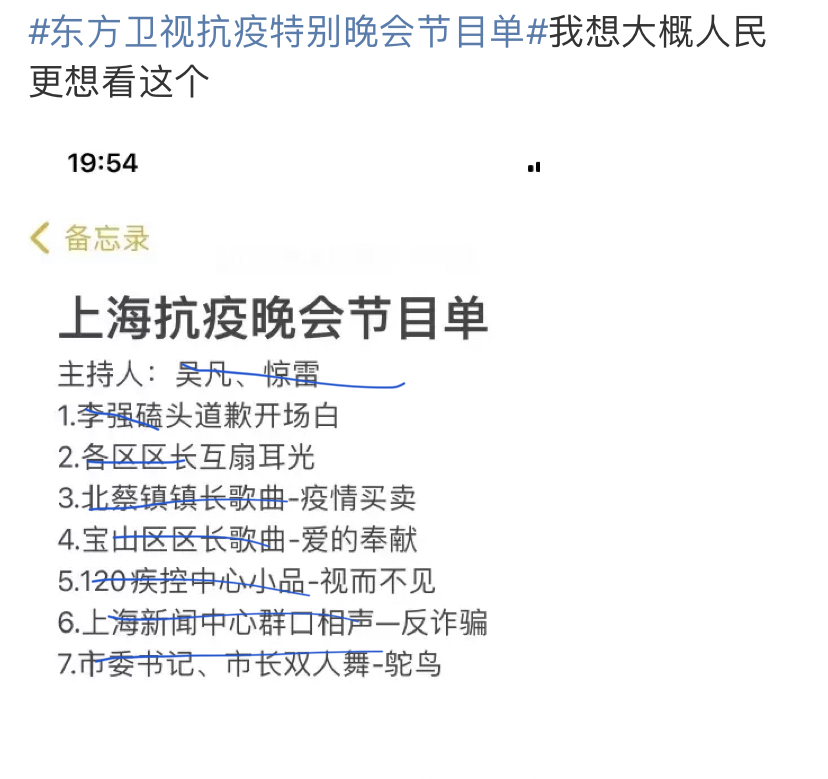 #东方卫视抗疫特别晚会节目单#我想大概人民
更想看这个
19:54
备忘录
上海抗疫晚会节目单
主持人：吴凡、惊雷
1.李强磕头道歉开场白
2.各区区长互扇耳光
3.北蔡镇镇长歌曲-疫情买卖
4.宝山区区长歌曲-爱的奉献
5.120疾控中心小品-视而不见
6.上海新闻中心群口相声—反诈骗
7.市委书记、市长双人舞-鸵鸟